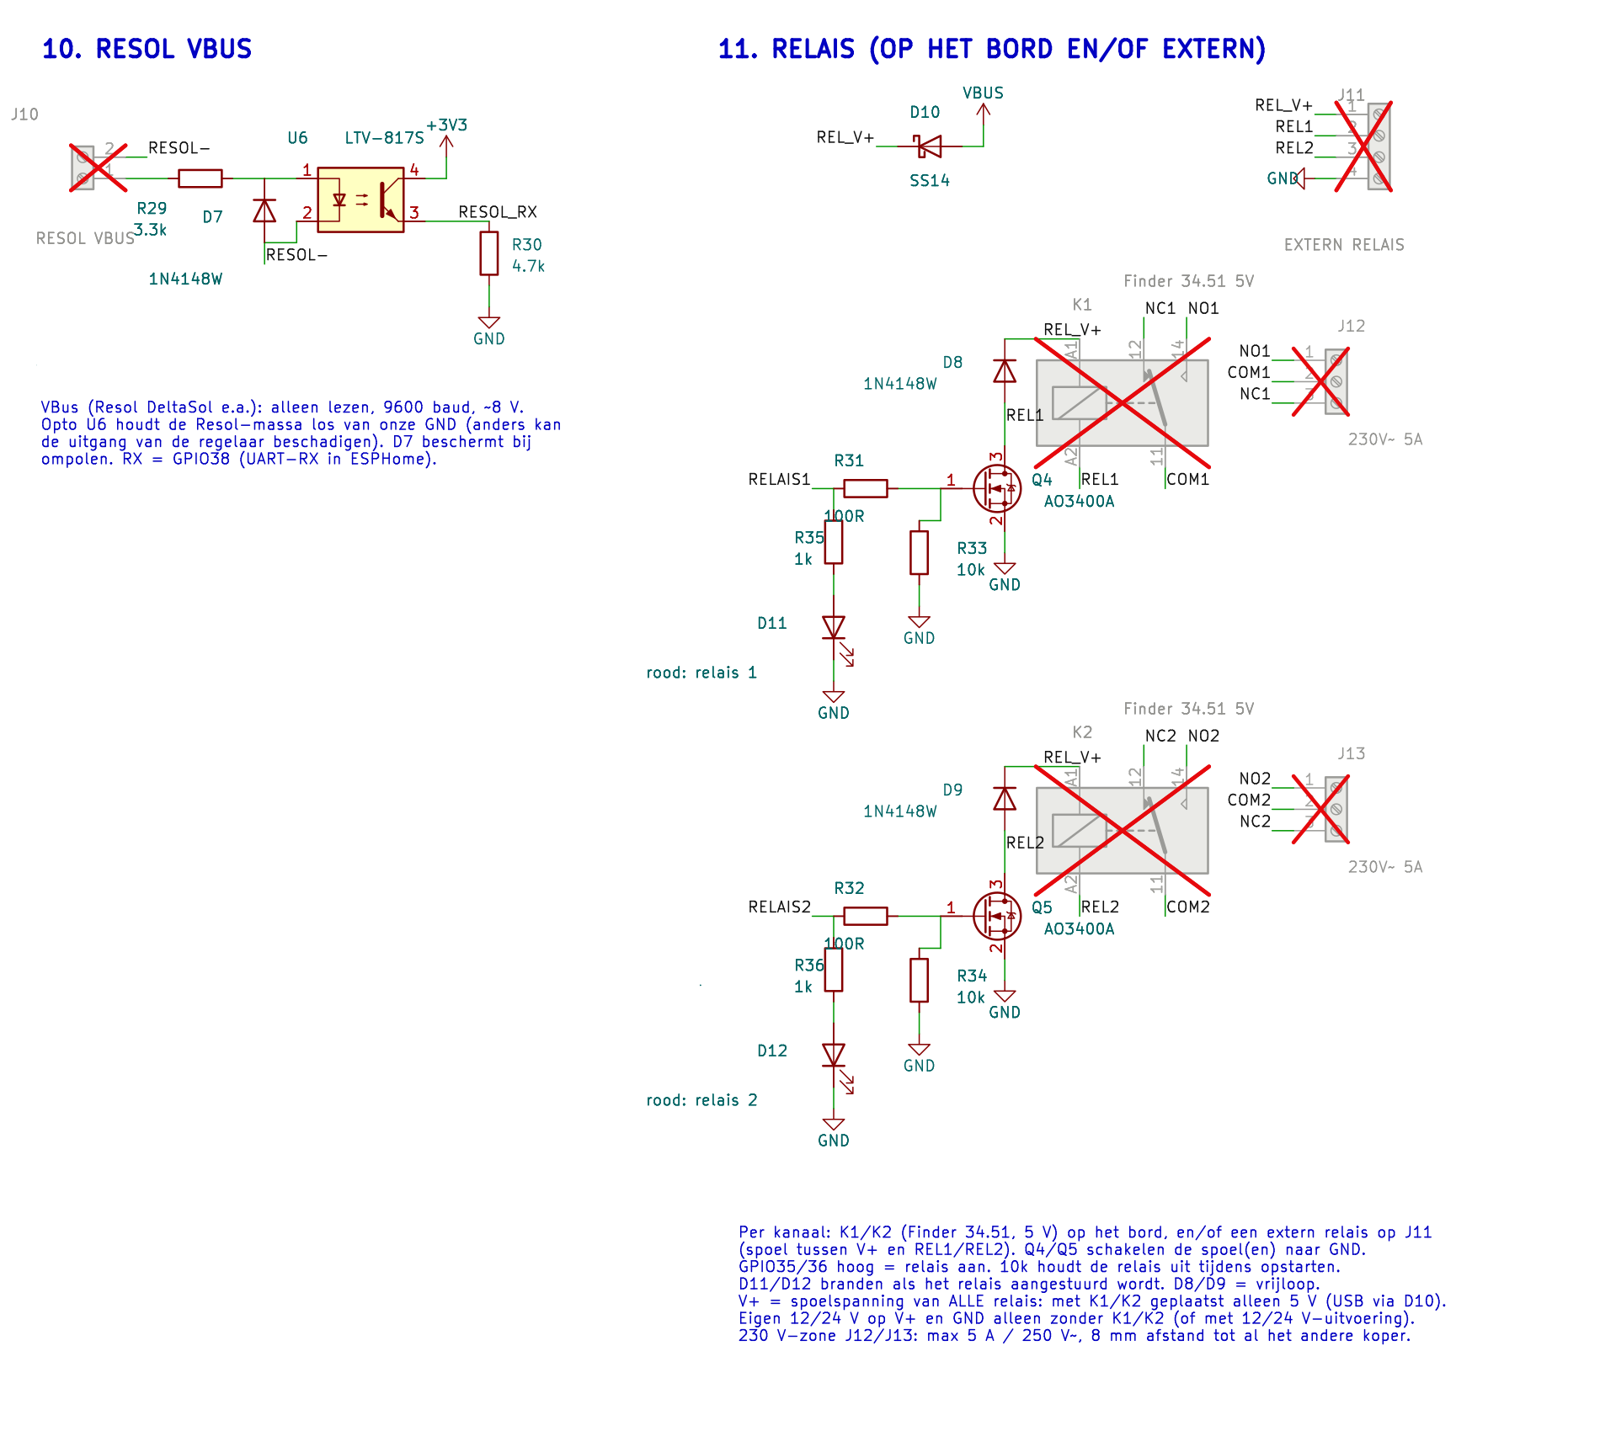 10. RESOL VBUS
J10
2
1
RESOL-
R29
3.3k
RESOL VBUS
D7
1N4148W
RESOL-
U6
LTV-817S
1
2
4
3
+3V3
RESOL_RX
R30
4.7k
GND
VBus (Resol DeltaSol e.a.): alleen lezen, 9600 baud, ~8 V.
Opto U6 houdt de Resol-massa los van onze GND (anders kan
de uitgang van de regelaar beschadigen). D7 beschermt bij
ompolen. RX = GPIO38 (UART-RX in ESPHome).
11. RELAIS (OP HET BORD EN/OF EXTERN)
REL_V+
D10
SS14
VBUS
J11
REL_V+
REL1
REL2
GND
1
2
3
4
EXTERN RELAIS
Finder 34.51 5V
K1
NC1
NO1
REL_V+
A1
12
14
D8
1N4148W
REL1
A2
11
REL1
COM1
J12
NO1
COM1
NC1
1
2
3
230V~ 5A
RELAIS1
R31
100R
1
3
2
Q4
AO3400A
R35
1k
R33
10k
GND
GND
D11
rood: relais 1
GND
Finder 34.51 5V
K2
NC2
NO2
REL_V+
A1
12
14
D9
1N4148W
REL2
A2
11
REL2
COM2
J13
NO2
COM2
NC2
1
2
3
230V~ 5A
RELAIS2
R32
100R
1
3
2
Q5
AO3400A
R36
1k
R34
10k
GND
GND
D12
rood: relais 2
GND
Per kanaal: K1/K2 (Finder 34.51, 5 V) op het bord, en/of een extern relais op J11
(spoel tussen V+ en REL1/REL2). Q4/Q5 schakelen de spoel(en) naar GND.
GPIO35/36 hoog = relais aan. 10k houdt de relais uit tijdens opstarten.
D11/D12 branden als het relais aangestuurd wordt. D8/D9 = vrijloop.
V+ = spoelspanning van ALLE relais: met K1/K2 geplaatst alleen 5 V (USB via D10).
Eigen 12/24 V op V+ en GND alleen zonder K1/K2 (of met 12/24 V-uitvoering).
230 V-zone J12/J13: max 5 A / 250 V~, 8 mm afstand tot al het andere koper.